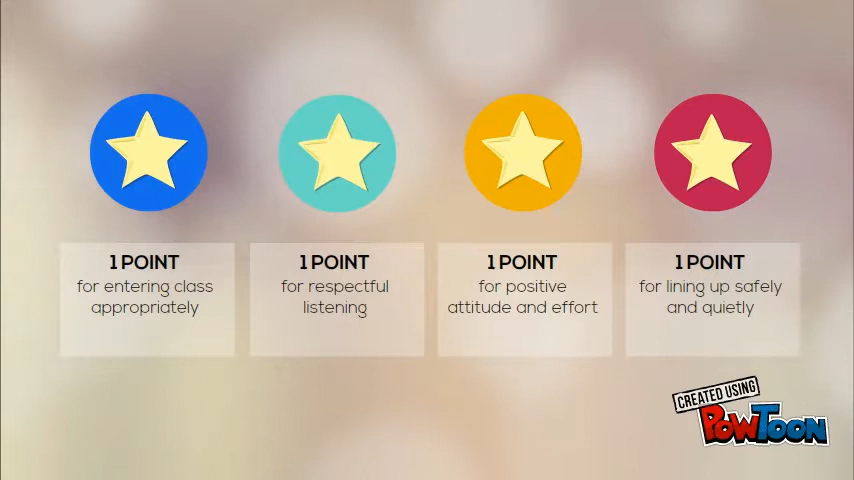 1 POINT
for entering class
appropriately
1 POINT
for respectful
listening
1 POINT
for positive
attitude and effort
1 POINT
for lining up safely
and quietly
CREATED USING
POWTOON